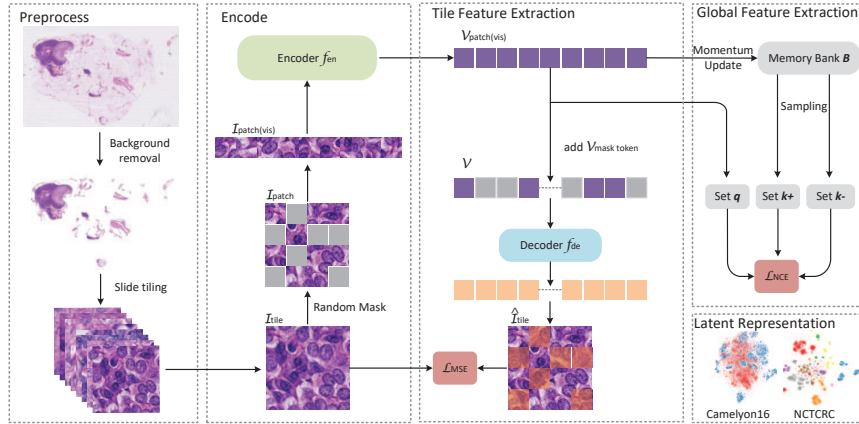 Preprocess
Background
removal
Slide tiling
Encode
Encoder fen
Ipatch(vis)
Ipatch
Random Mask
Itile
Tile Feature Extraction
Vpatch(vis)
add Vmask token
V
Decoder fde
Îtile
LMSE
Global Feature Extraction
Momentum
Update
Memory Bank B
Sampling
Set q
Set k+
Set k-
LNCE
Latent Representation
Camelyon16
NCTCRC